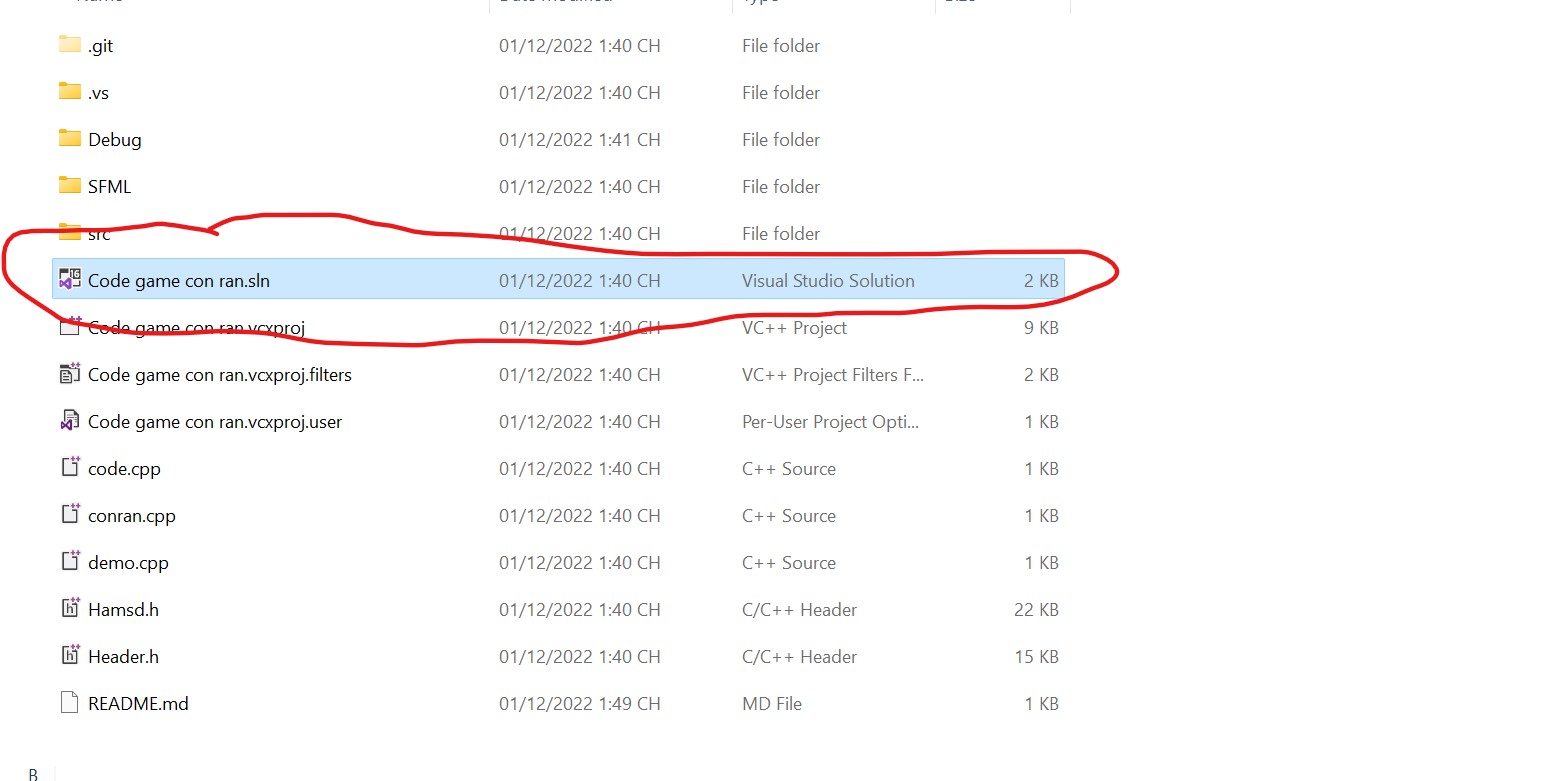 Name Date modified Type Size
.git 01/12/2022 1:40 CH File folder
.vs 01/12/2022 1:40 CH File folder
Debug 01/12/2022 1:41 CH File folder
SFML 01/12/2022 1:40 CH File folder
src 01/12/2022 1:40 CH File folder
Code game con ran.sln 01/12/2022 1:40 CH Visual Studio Solution 2 KB
Code game con ran.vcxproj 01/12/2022 1:40 CH VC++ Project 9 KB
Code game con ran.vcxproj.filters 01/12/2022 1:40 CH VC++ Project Filters F... 2 KB
Code game con ran.vcxproj.user 01/12/2022 1:40 CH Per-User Project Opti... 1 KB
code.cpp 01/12/2022 1:40 CH C++ Source 1 KB
conran.cpp 01/12/2022 1:40 CH C++ Source 1 KB
demo.cpp 01/12/2022 1:40 CH C++ Source 1 KB
Hamsd.h 01/12/2022 1:40 CH C/C++ Header 22 KB
Header.h 01/12/2022 1:40 CH C/C++ Header 15 KB
README.md 01/12/2022 1:49 CH MD File 1 KB
B